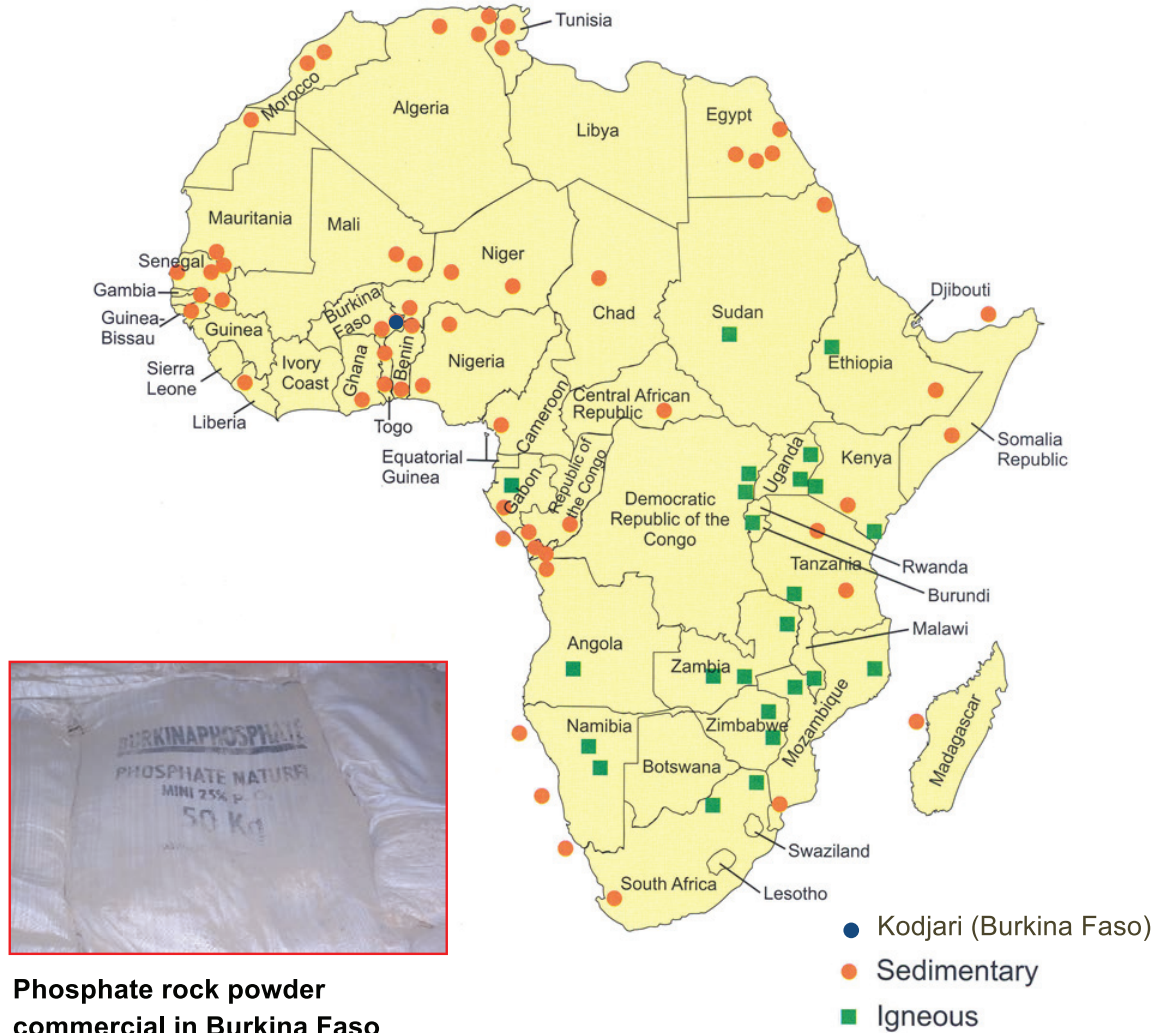 Tunisia
Morocco
Algeria
Libya
Egypt
Mauritania
Mali
Niger
Chad
Sudan
Djibouti
Senegal
Gambia
Guinea-
Bissau
Guinea
Sierra
Leone
Liberia
Ivory
Coast
Burkina
Faso
Ghana
Togo
Benin
Nigeria
Cameroon
Central African
Republic
Ethiopia
Somalia
Republic
Equatorial
Guinea
Gabon
Republic of
the Congo
Democratic
Republic of the
Congo
Uganda
Kenya
Rwanda
Burundi
Tanzania
Malawi
Angola
Zambia
Mozambique
Zimbabwe
Namibia
Botswana
Madagascar
Swaziland
Lesotho
South Africa
BURKINAPHOSPHATE
PHOSPHATE NATUREL
MINI 25% P
50 Kg
Phosphate rock powder
commercial in Burkina Faso
Kodjari (Burkina Faso)
Sedimentary
Igneous